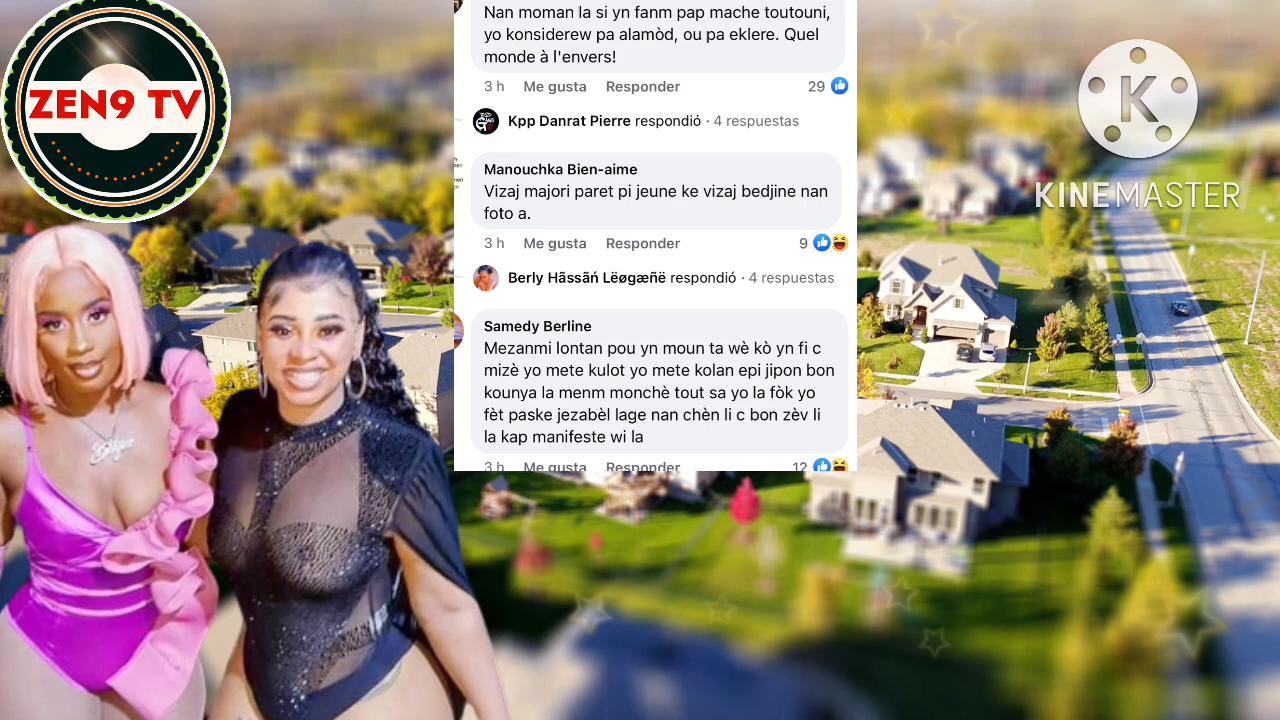 ZEN9 TV
Nan moman la si yn fanm pap mache toutouni,
yo konsiderew pa alamòd, ou pa eklere. Quel
monde à l'envers!
3 h Me gusta Responder 29
Kpp Danrat Pierre respondió · 4 respuestas
Manouchka Bien-aime
Vizaj majori paret pi jeune ke vizaj bedjine nan
foto a.
3 h Me gusta Responder 9
Berly Hãssãń Lëøgæñë respondió · 4 respuestas
Samedy Berline
Mezanmi lontan pou yn moun ta wè kò yn fi c
mizè yo mete kulot yo mete kolan epi jipon bon
kounya la menm monchè tout sa yo la fòk yo
fèt paske jezabèl lage nan chèn li c bon zèv li
la kap manifeste wi la
3 h Me gusta Responder 12
K
KINEMASTER